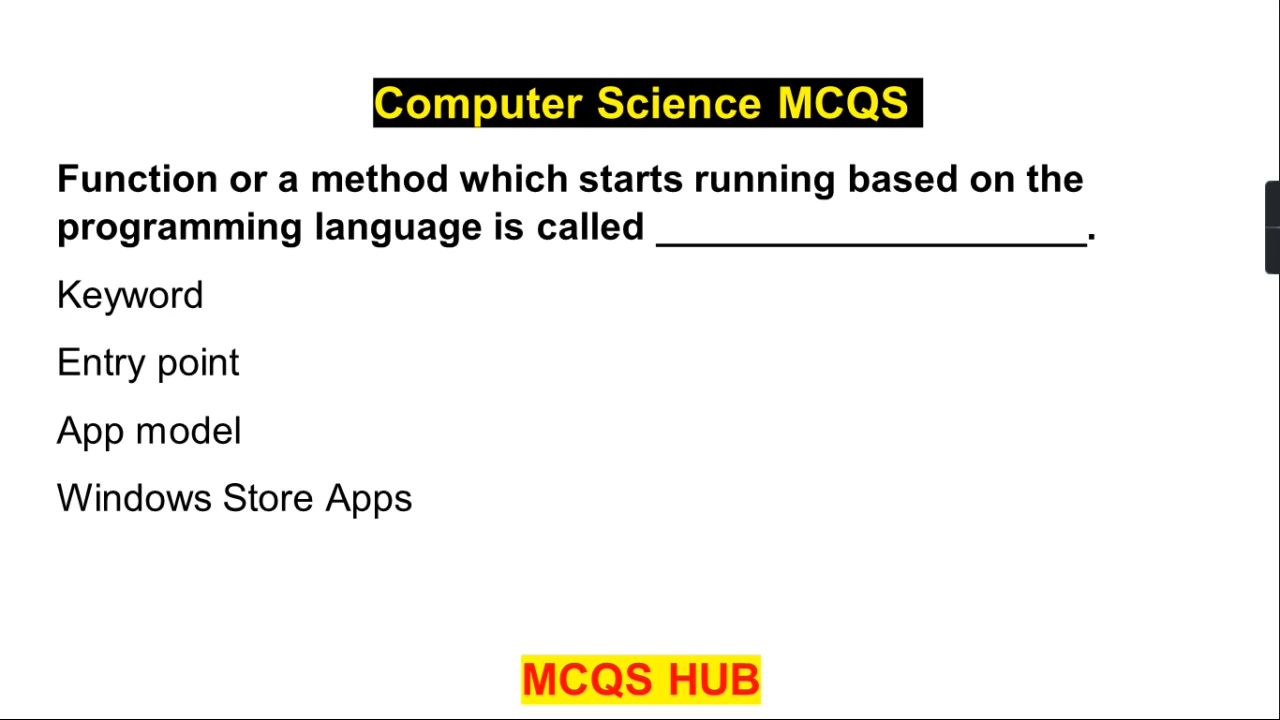 Computer Science MCQS
Function or a method which starts running based on the
programming language is called ____________________.
Keyword
Entry point
App model
Windows Store Apps
MCQS HUB